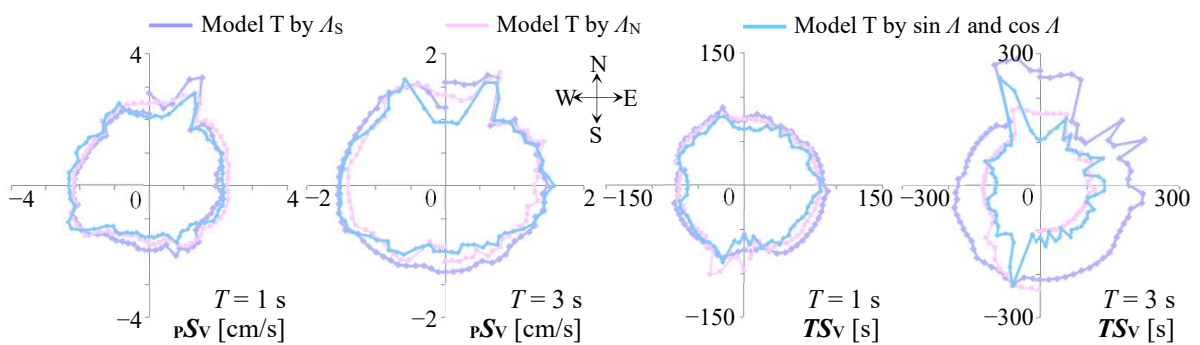 Model T by ΛS Model T by ΛN Model T by sin Λ and cos Λ
4 2 150 300
N
W E
S
−4 0 4 −2 0 2 −150 0 150 −300 0 300
T = 1 s T = 3 s T = 1 s T = 3 s
−4 PSV [cm/s] −2 PSV [cm/s] −150 TSV [s] −300 TSV [s]